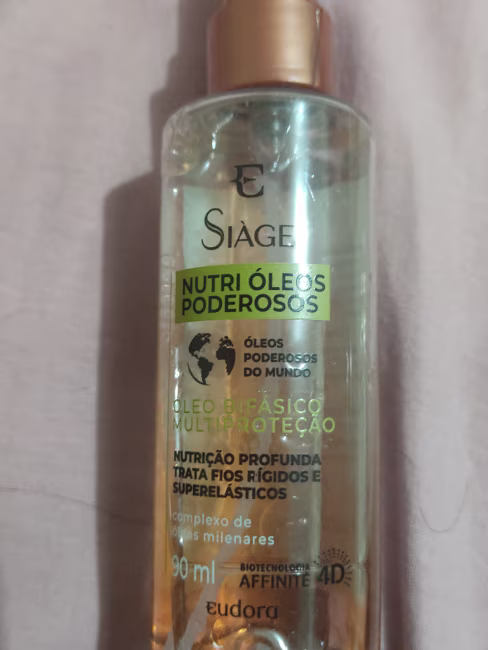 E
SIÀGE
NUTRI ÓLEOS
PODEROSOS
ÓLEOS
PODEROSOS
DO MUNDO
ÓLEO BIFÁSICO
MULTIPROTEÇÃO
NUTRIÇÃO PROFUNDA
TRATA FIOS RÍGIDOS E
SUPERELÁSTICOS
complexo de
milenares
90 ml
BIOTECNOLOGIA
AFFINITÉ 4D
eudora